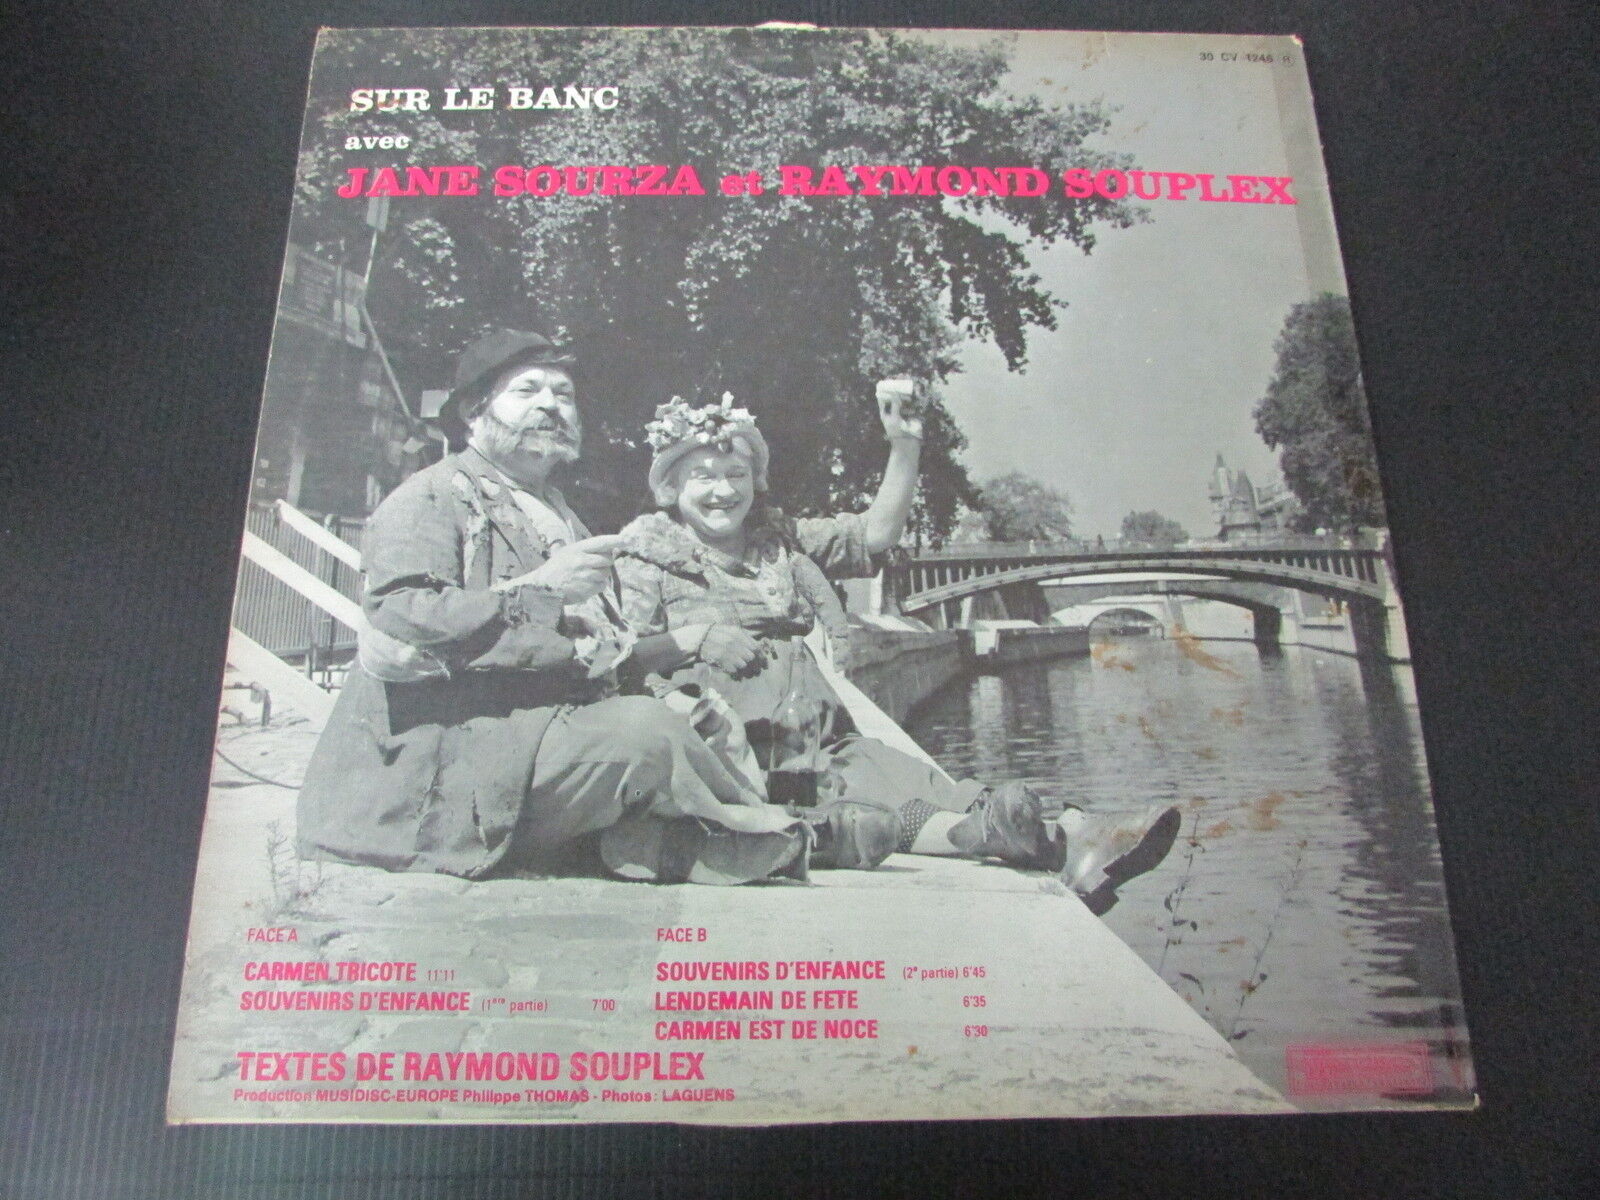 30 CV 1246
SUR LE BANC
avec
JANE SOURZA et RAYMOND SOUPLEX
FACE A
CARMEN TRICOTE 11'11
SOUVENIRS D'ENFANCE (1ère partie) 7'00
FACE B
SOUVENIRS D'ENFANCE (2e partie) 6'45
LENDEMAIN DE FETE 6'35
CARMEN EST DE NOCE 6'30
TEXTES DE RAYMOND SOUPLEX
Production MUSIDISC-EUROPE Philippe THOMAS - Photos: LAGUENS